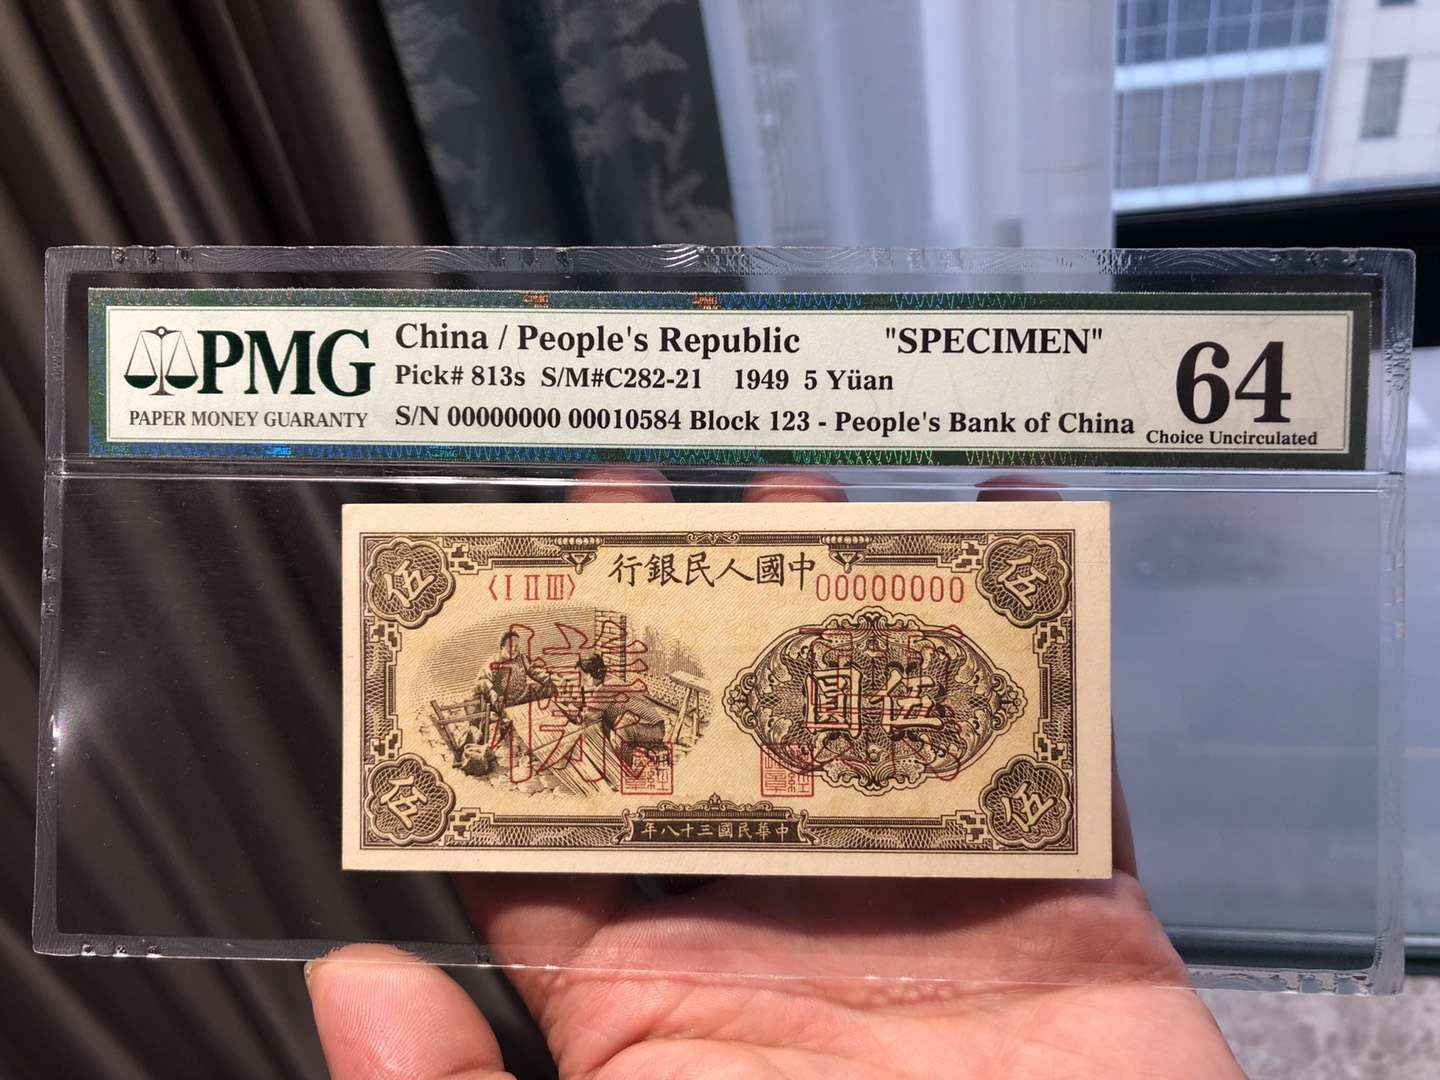 PMG
PAPER MONEY GUARANTY
China / People's Republic "SPECIMEN"
Pick# 813s S/M#C282-21 1949 5 Yüan
S/N 00000000 00010584 Block 123 - People's Bank of China
64
Choice Uncirculated
行銀民人國中
〈I II III〉 00000000
伍 伍
樣
圓伍
伍 伍
年八十三國民華中